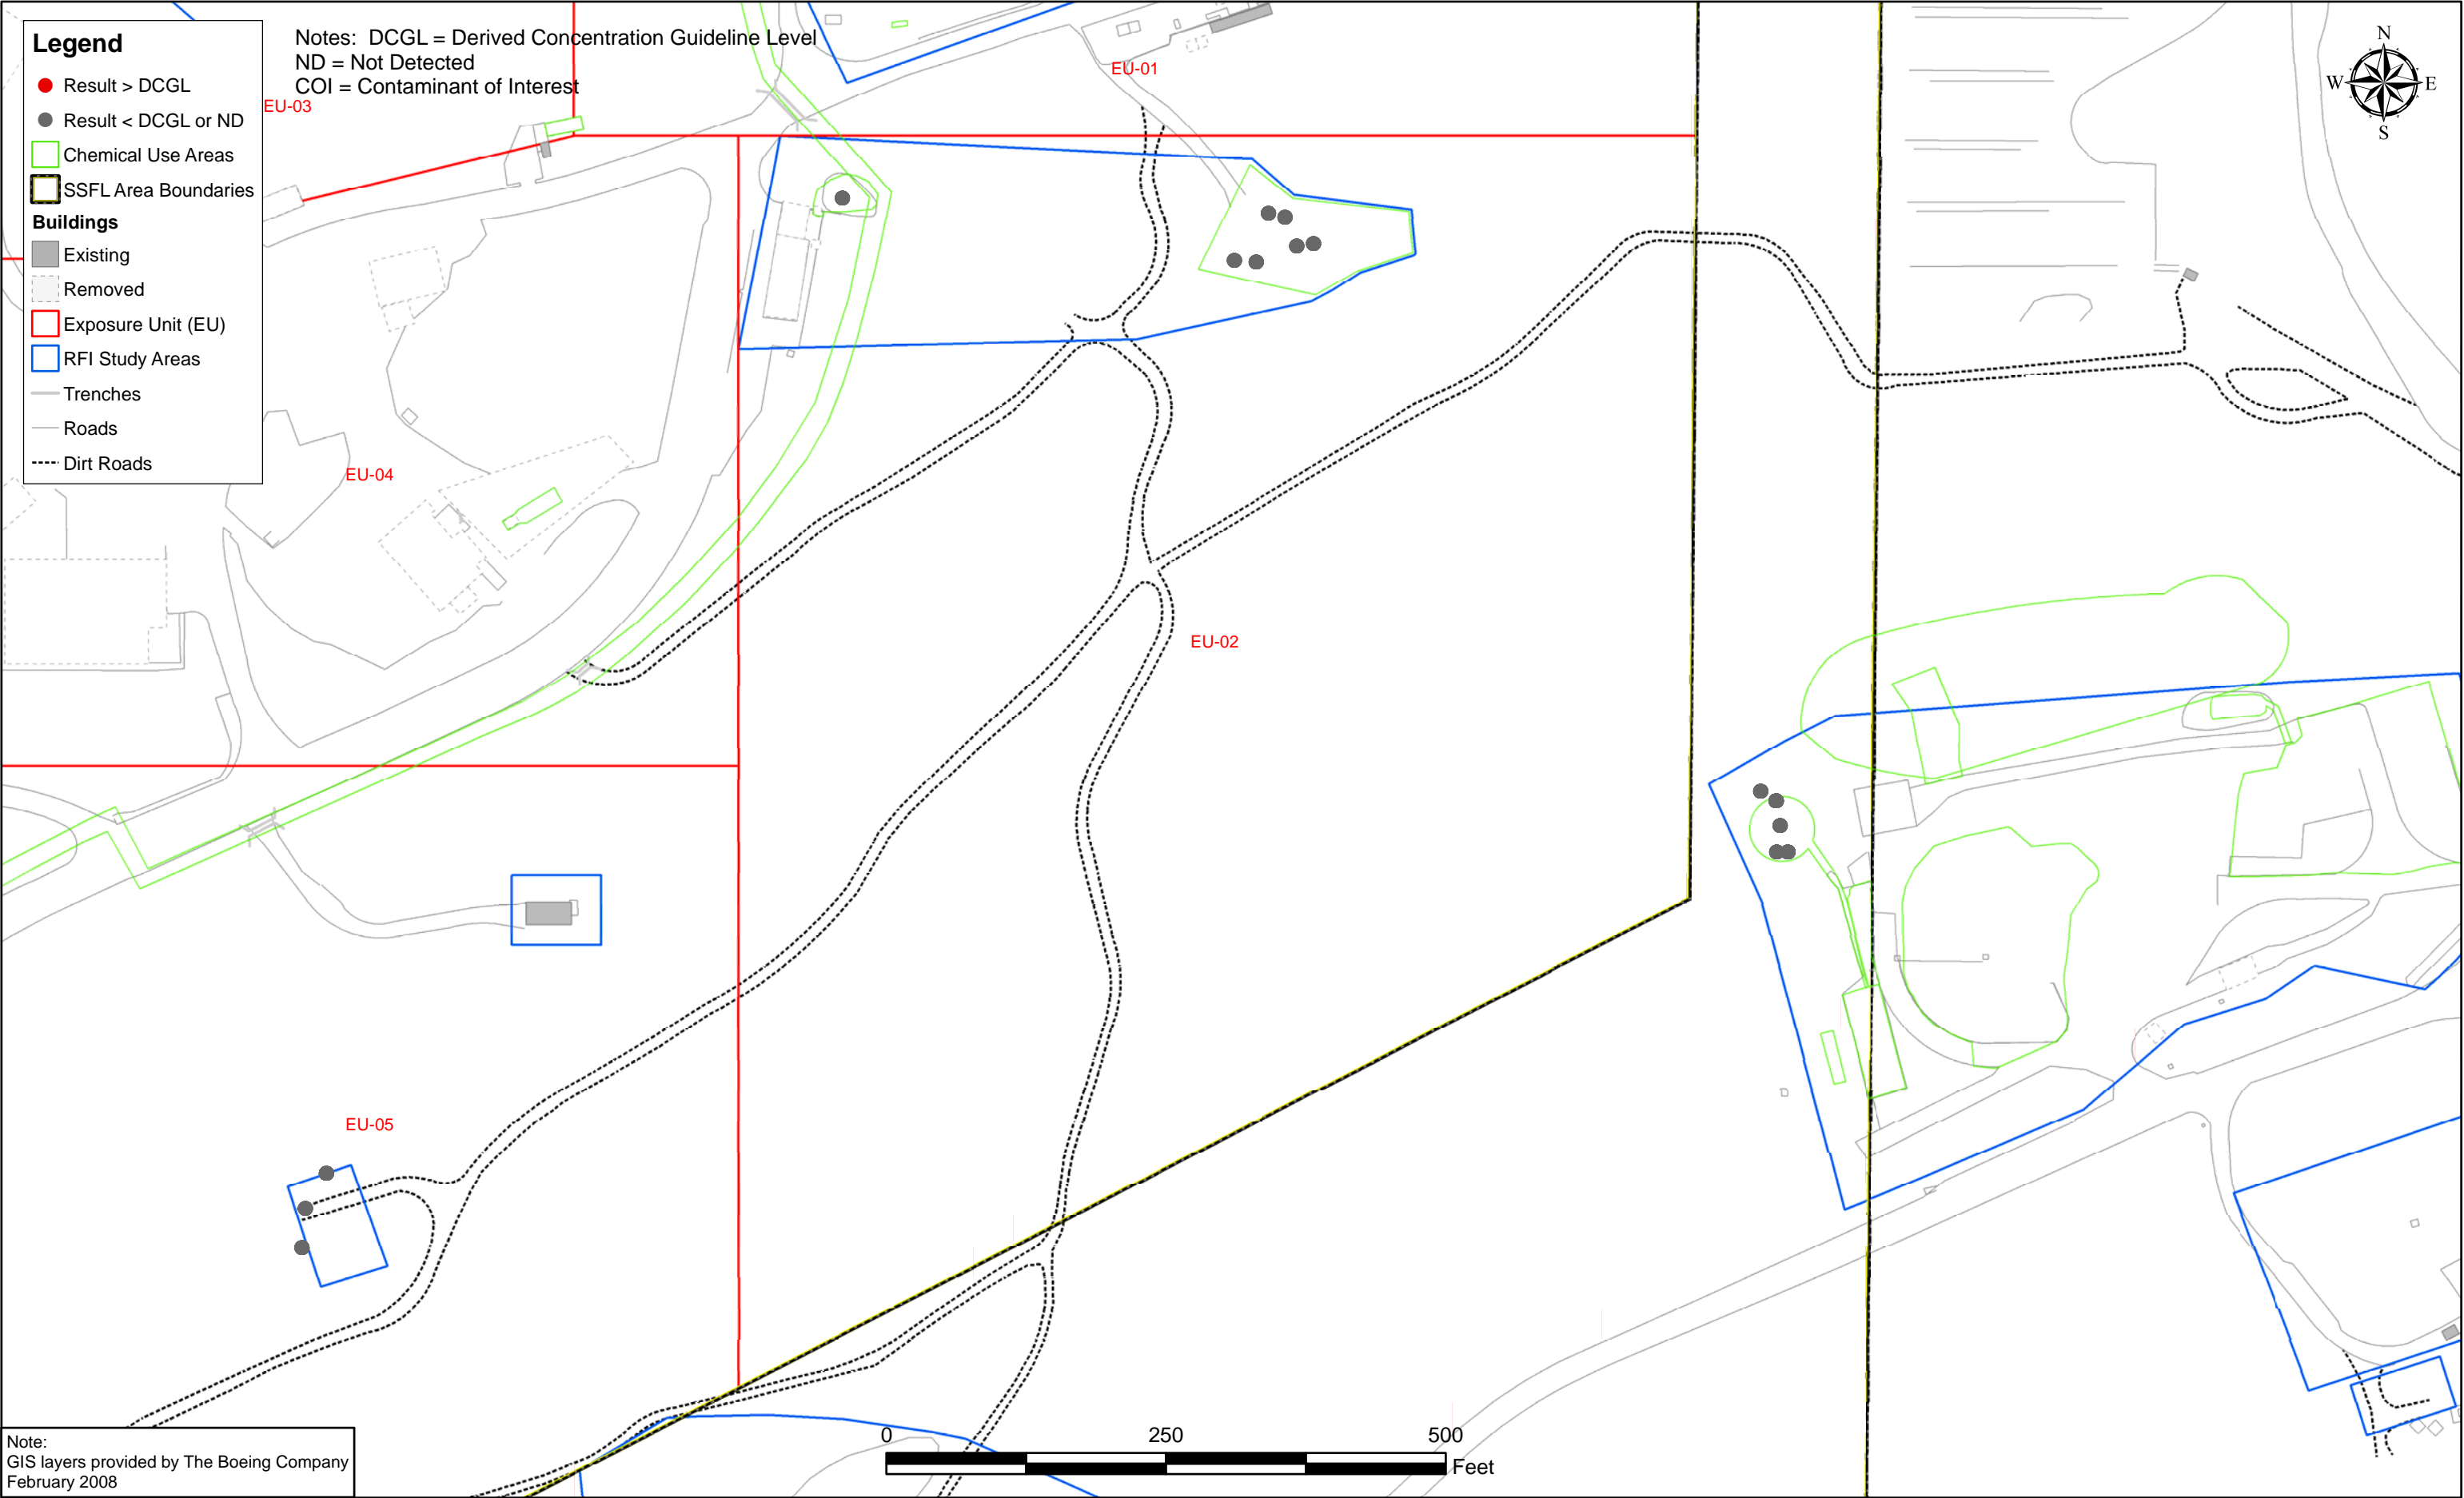 Legend
Result > DCGL
Result < DCGL or ND
Chemical Use Areas
SSFL Area Boundaries
Buildings
Existing
Removed
Exposure Unit (EU)
RFI Study Areas
Trenches
Roads
Dirt Roads
Notes:  DCGL = Derived Concentration Guideline Level
ND = Not Detected
COI = Contaminant of Interest
EU-01
EU-03
N
W
E
S
EU-04
EU-02
EU-05
0
250
500
Feet
Note:
GIS layers provided by The Boeing Company
February 2008